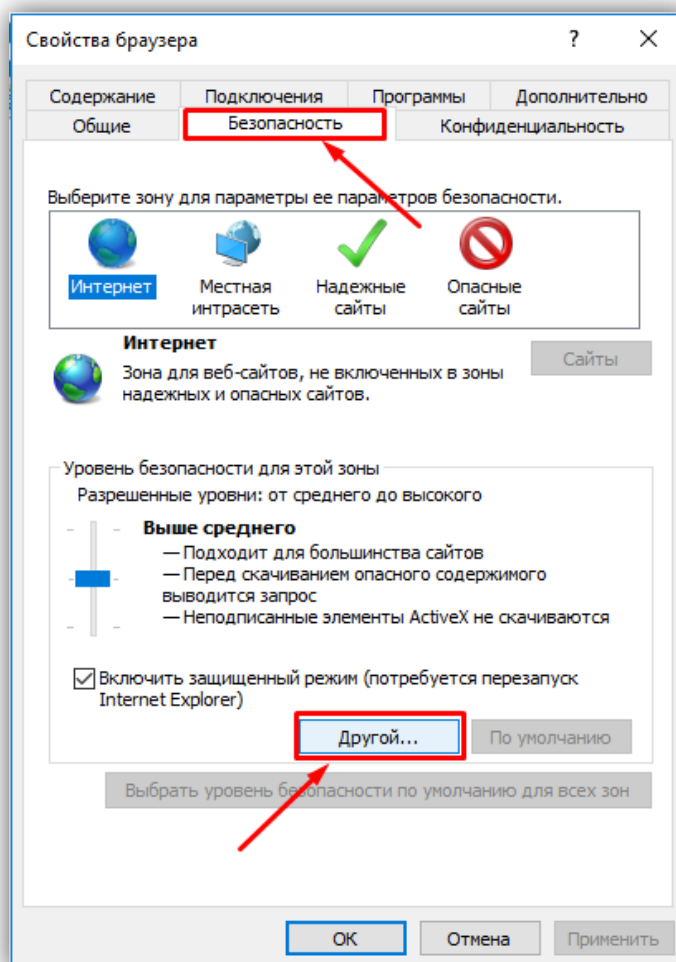 Свойства браузера ?
Содержание Подключения Программы Дополнительно
Общие Безопасность Конфиденциальность
Выберите зону для параметры ее параметров безопасности.
Интернет Местная интрасеть Надежные сайты Опасные сайты
Интернет
Зона для веб-сайтов, не включенных в зоны
надежных и опасных сайтов.
Сайты
Уровень безопасности для этой зоны
Разрешенные уровни: от среднего до высокого
Выше среднего
— Подходит для большинства сайтов
— Перед скачиванием опасного содержимого
выводится запрос
— Неподписанные элементы ActiveX не скачиваются
Включить защищенный режим (потребуется перезапуск
Internet Explorer)
Другой... По умолчанию
Выбрать уровень безопасности по умолчанию для всех зон
ОК Отмена Применить